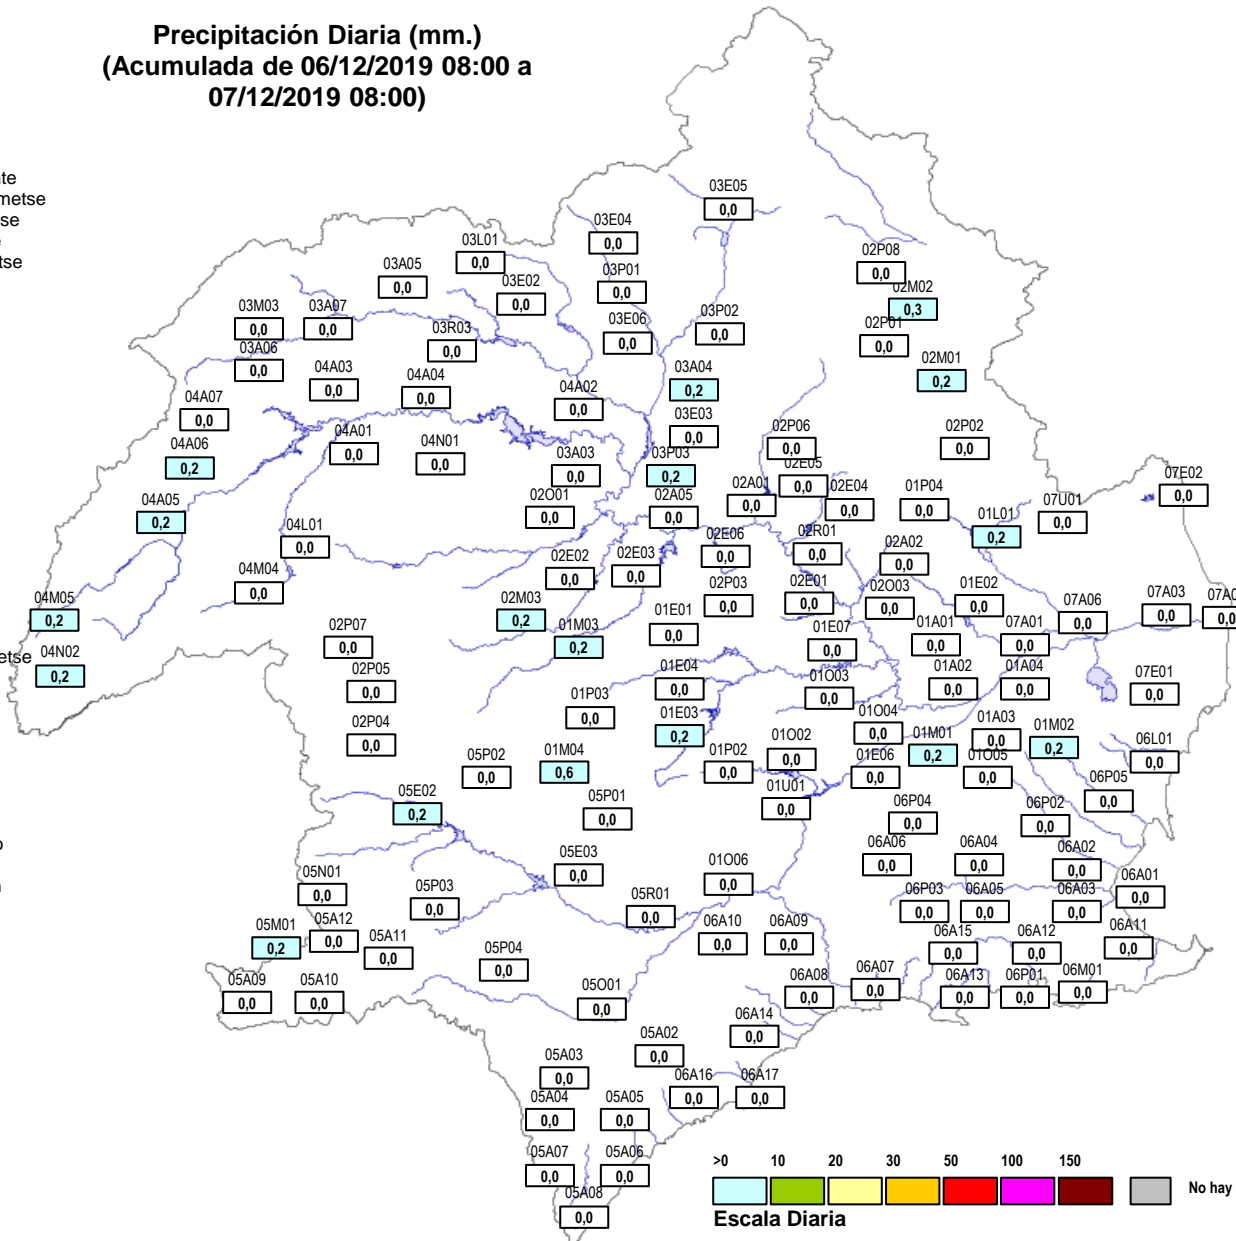 Precipitación Diaria (mm.)
(Acumulada de 06/12/2019 08:00 a
07/12/2019 08:00)
te
metse
se
e
tse
etse
o
n
03E05
0,0
03E04
0,0
03L01
0,0
02P08
0,0
03A05
0,0
03P01
0,0
03E02
0,0
02M02
0,3
03M03
0,0
03A07
0,0
03E06
0,0
03P02
0,0
03R03
0,0
02P01
0,0
03A06
0,0
02M01
0,2
04A03
0,0
04A04
0,0
03A04
0,2
04A02
0,0
04A07
0,0
03E03
0,0
04A01
0,0
04N01
0,0
02P06
0,0
02P02
0,0
04A06
0,2
03A03
0,0
03P03
0,2
02E05
0,0
07E02
0,0
04A05
0,2
02O01
0,0
02A05
0,0
02A01
0,0
02E04
0,0
01P04
0,0
07U01
0,0
01L01
0,2
04L01
0,0
02E06
0,0
02R01
0,0
02A02
0,0
02E02
0,0
02E03
0,0
04M04
0,0
02P03
0,0
02E01
0,0
02O03
0,0
01E02
0,0
07A06
0,0
07A03
0,0
07A0
0,0
04M05
0,2
02M03
0,2
01E01
0,0
02P07
0,0
01M03
0,2
01E07
0,0
01A01
0,0
07A01
0,0
04N02
0,2
02P05
0,0
01E04
0,0
01O03
0,0
01A02
0,0
01A04
0,0
07E01
0,0
01P03
0,0
02P04
0,0
01E03
0,2
01O04
0,0
01A03
0,0
01M02
0,2
01M01
0,2
01O02
0,0
06L01
0,0
05P02
0,0
01M04
0,6
01P02
0,0
01E06
0,0
01O05
0,0
05E02
0,2
05P01
0,0
01U01
0,0
06P05
0,0
06P04
0,0
06P02
0,0
05E03
0,0
06A06
0,0
06A04
0,0
06A02
0,0
01O06
0,0
05N01
0,0
05P03
0,0
06A01
0,0
05R01
0,0
06P03
0,0
06A05
0,0
06A03
0,0
05M01
0,2
05A12
0,0
06A10
0,0
06A09
0,0
06A15
0,0
06A12
0,0
06A11
0,0
05A11
0,0
05P04
0,0
05A09
0,0
05A10
0,0
05O01
0,0
06A08
0,0
06A07
0,0
06A13
0,0
06P01
0,0
06M01
0,0
06A14
0,0
05A02
0,0
05A03
0,0
06A16
0,0
06A17
0,0
05A04
0,0
05A05
0,0
05A07
0,0
05A06
0,0
05A08
0,0
>0 10 20 30 50 100 150
No hay
Escala Diaria